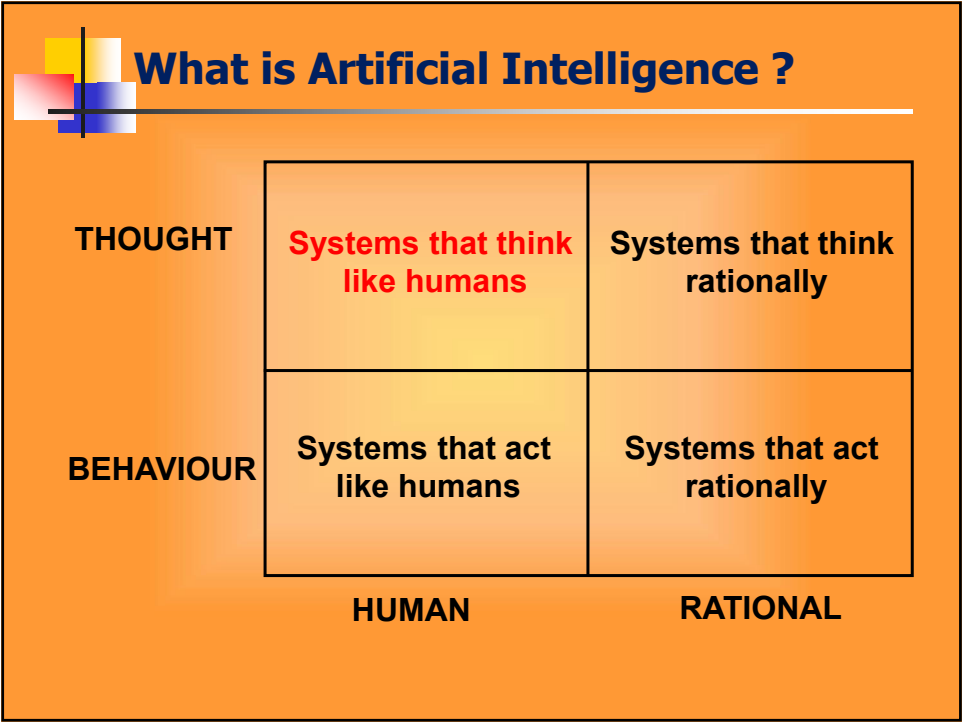 What is Artificial Intelligence ?
THOUGHT
Systems that think
like humans
Systems that think
rationally
BEHAVIOUR
Systems that act
like humans
Systems that act
rationally
HUMAN
RATIONAL